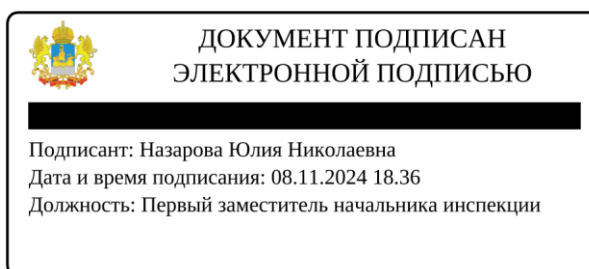 ДОКУМЕНТ ПОДПИСАН
ЭЛЕКТРОННОЙ ПОДПИСЬЮ
Подписант: Назарова Юлия Николаевна
Дата и время подписания: 08.11.2024 18.36
Должность: Первый заместитель начальника инспекции